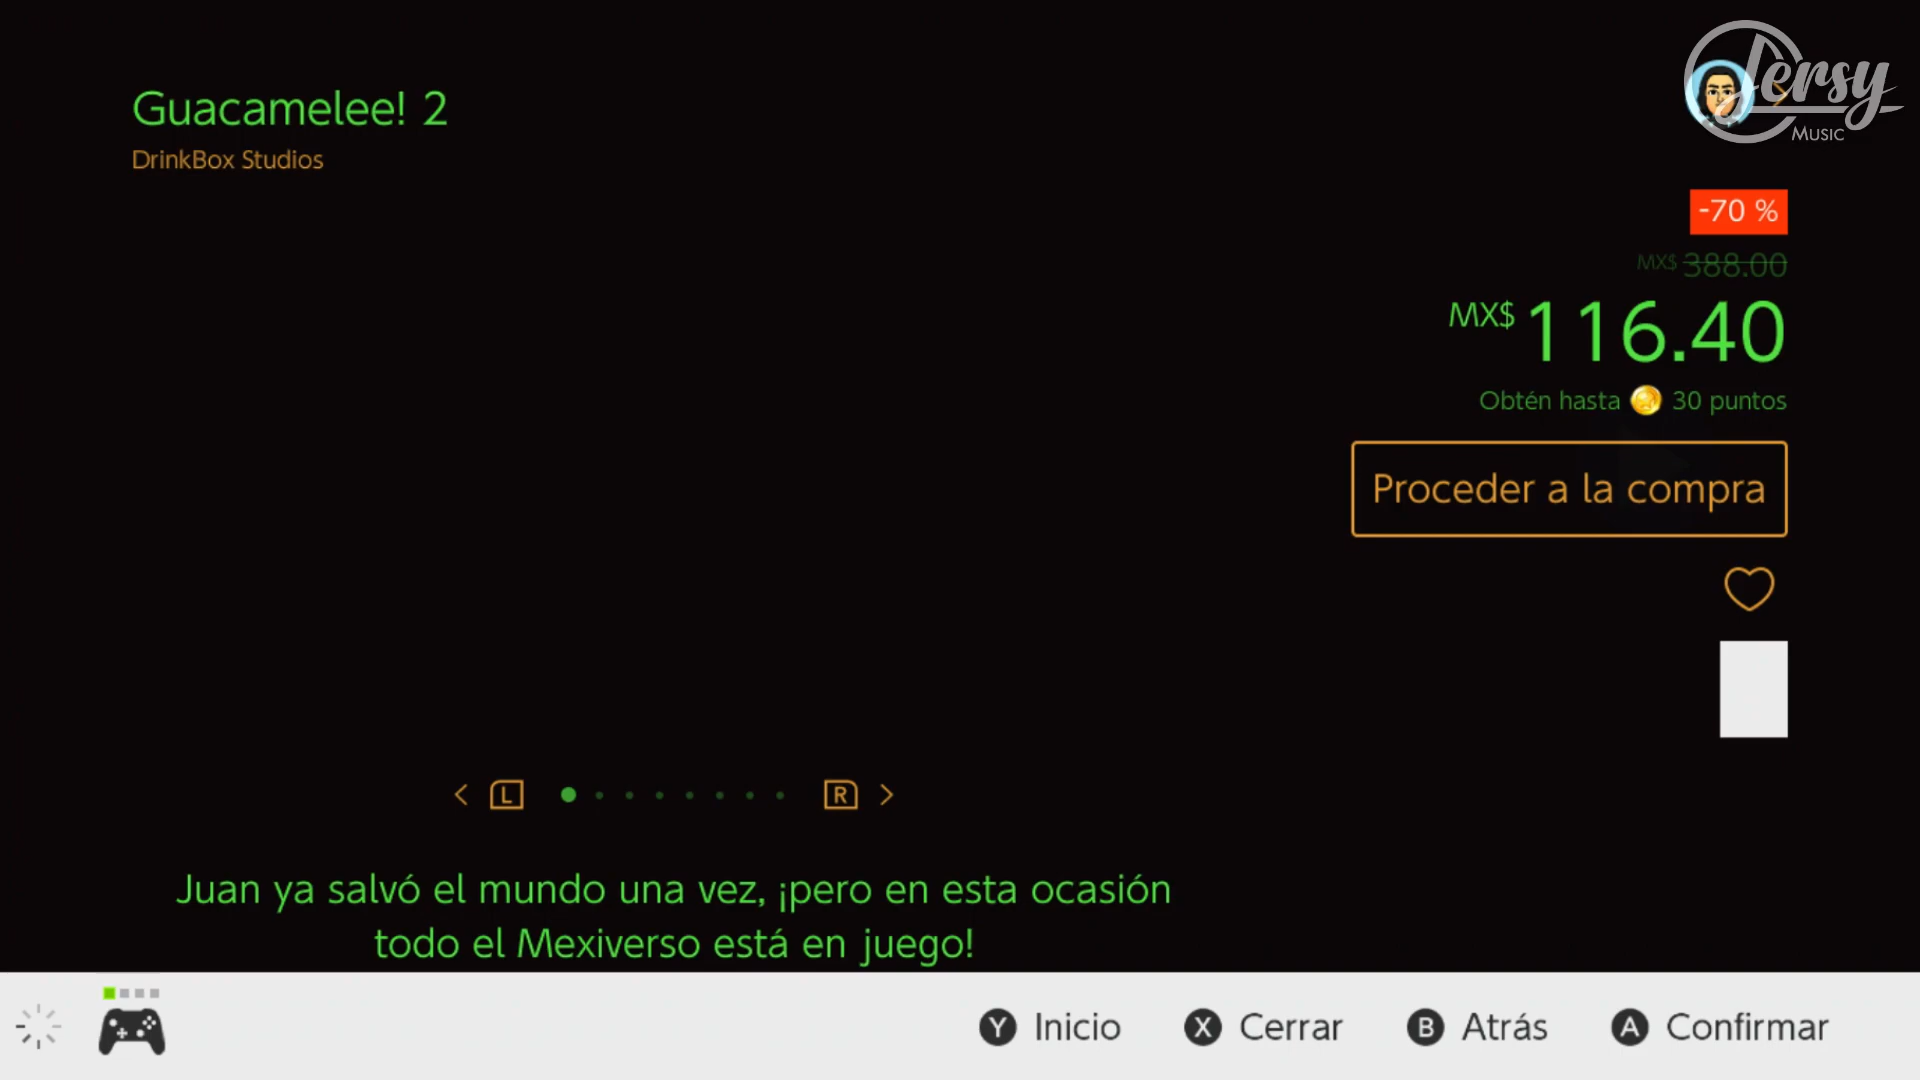 Jersy
Music
Guacamelee! 2
DrinkBox Studios
-70 %
MX$ 388.00
MX$ 116.40
Obtén hasta 30 puntos
Proceder a la compra
L
R
Juan ya salvó el mundo una vez, ¡pero en esta ocasión
todo el Mexiverso está en juego!
Y Inicio X Cerrar B Atrás A Confirmar